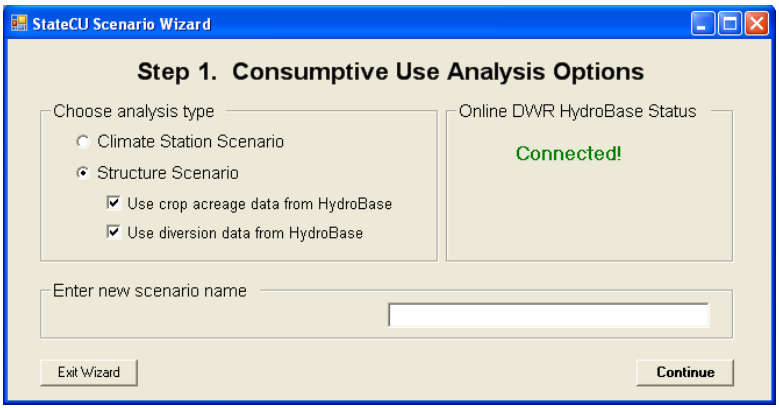 StateCU Scenario Wizard
Step 1. Consumptive Use Analysis Options
Choose analysis type
Climate Station Scenario
Structure Scenario
Use crop acreage data from HydroBase
Use diversion data from HydroBase
Online DWR HydroBase Status
Connected!
Enter new scenario name
Exit Wizard
Continue